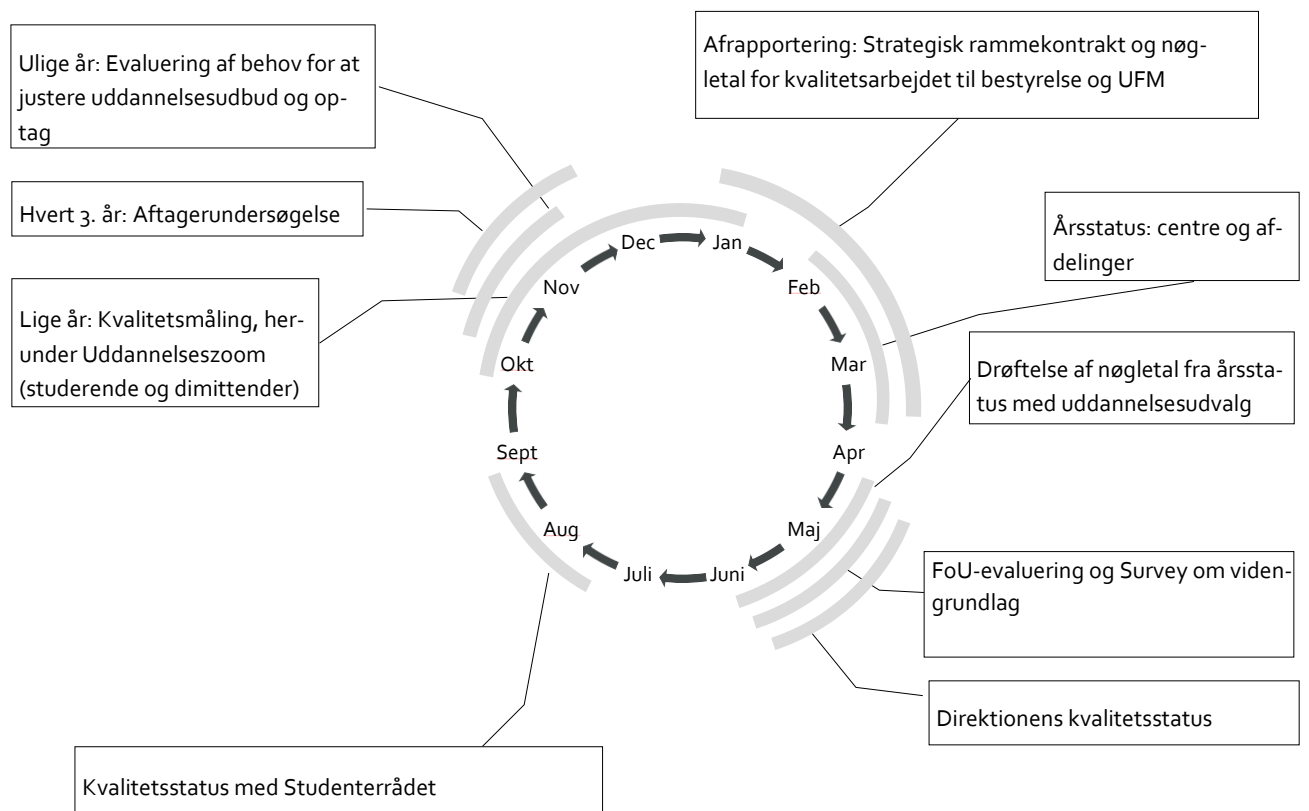 Ulige år: Evaluering af behov for at
justere uddannelsesudbud og op-
tag
Hvert 3. år: Aftagerundersøgelse
Lige år: Kvalitetsmåling, her-
under Uddannelseszoom
(studerende og dimittender)
Afrapportering: Strategisk rammekontrakt og nøg-
letal for kvalitetsarbejdet til bestyrelse og UFM
Årsstatus: centre og af-
delinger
Drøftelse af nøgletal fra årssta-
tus med uddannelsesudvalg
FoU-evaluering og Survey om viden-
grundlag
Direktionens kvalitetsstatus
Kvalitetsstatus med Studenterrådet
Jan
Feb
Mar
Apr
Maj
Juni
Juli
Aug
Sept
Okt
Nov
Dec